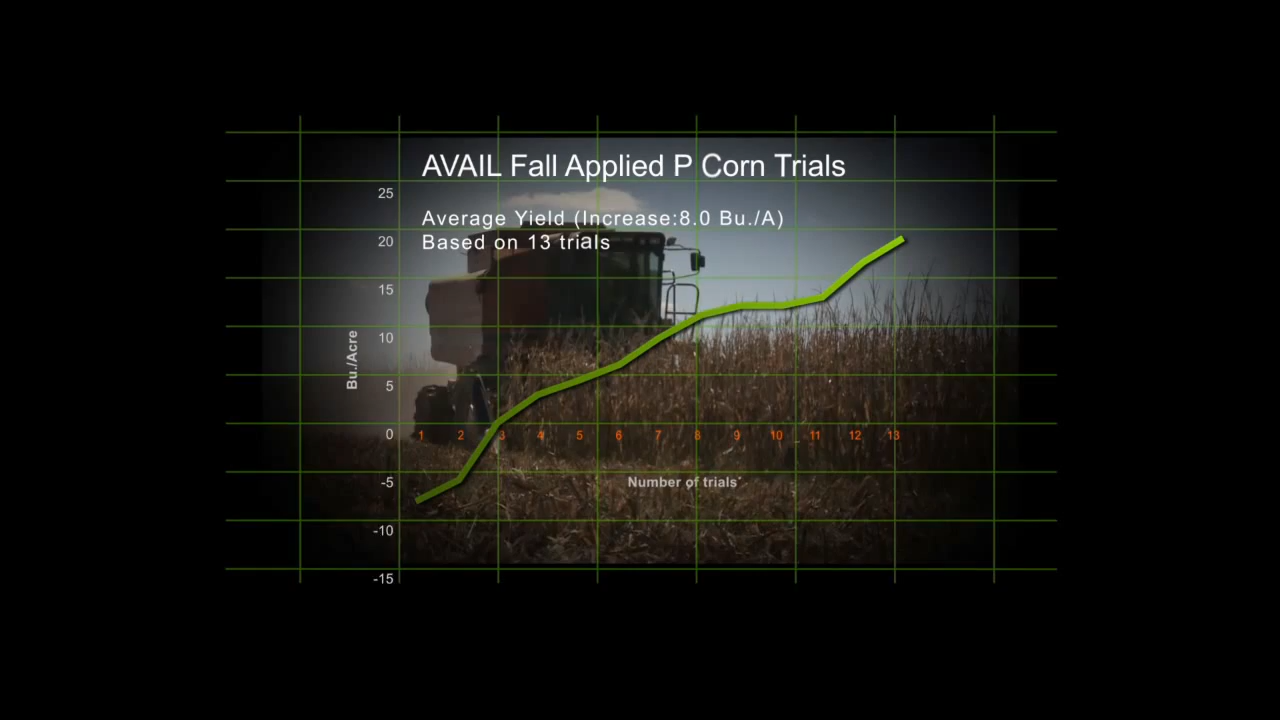 AVAIL Fall Applied P Corn Trials
25
Average Yield (Increase:8.0 Bu./A)
20
Based on 13 trials
15
10
Bu./Acre
5
0
1 2 3 4 5 6 7 8 9 10 11 12 13
-5
Number of trials*
-10
-15